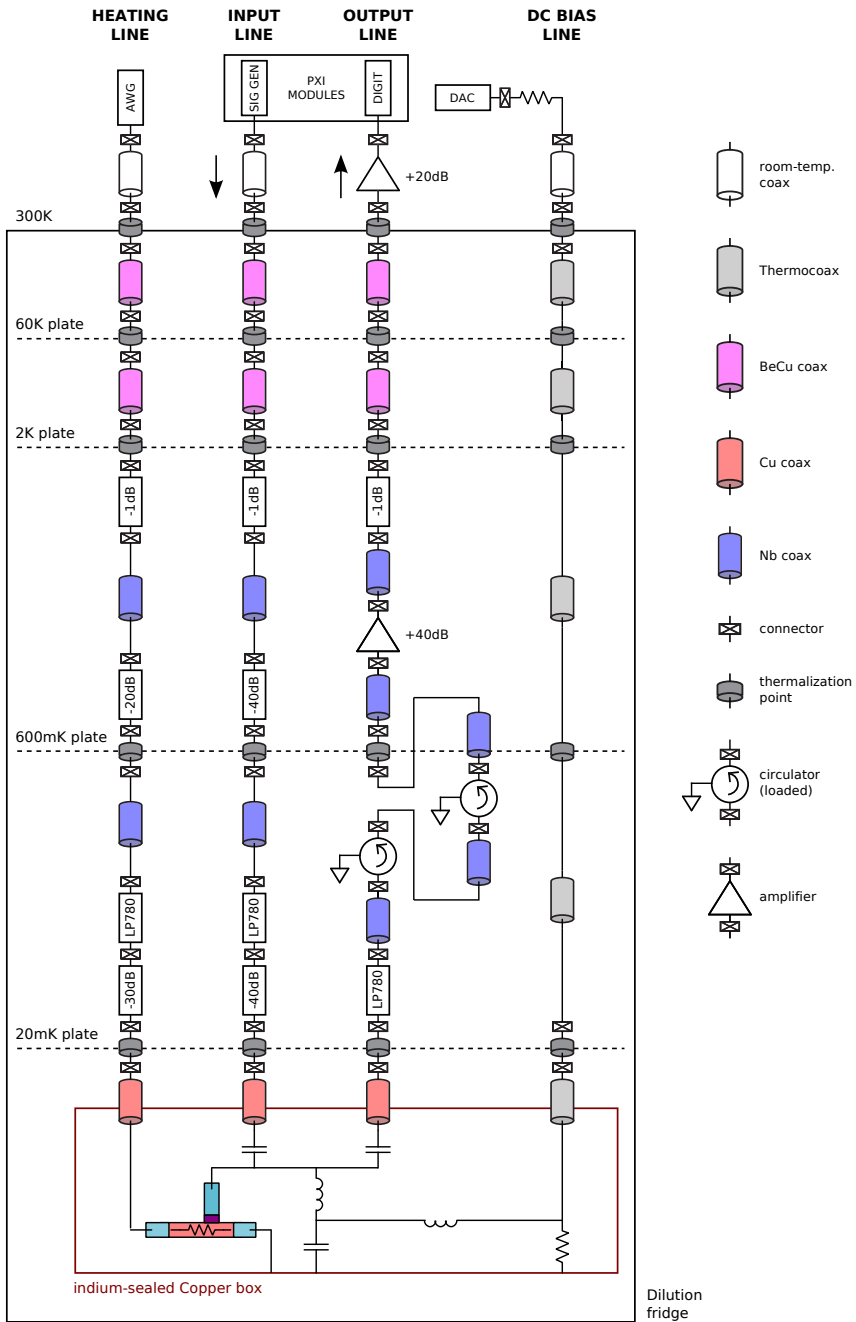 HEATING
LINE
INPUT
LINE
OUTPUT
LINE
DC BIAS
LINE
AWG
SIG GEN
PXI
MODULES
DIGIT
DAC
+20dB
300K
60K plate
2K plate
-1dB
-1dB
-1dB
+40dB
-20dB
-40dB
600mK plate
LP780
LP780
-30dB
-40dB
LP780
20mK plate
indium-sealed Copper box
Dilution
fridge
room-temp.
coax
Thermocoax
BeCu coax
Cu coax
Nb coax
connector
thermalization
point
circulator
(loaded)
amplifier